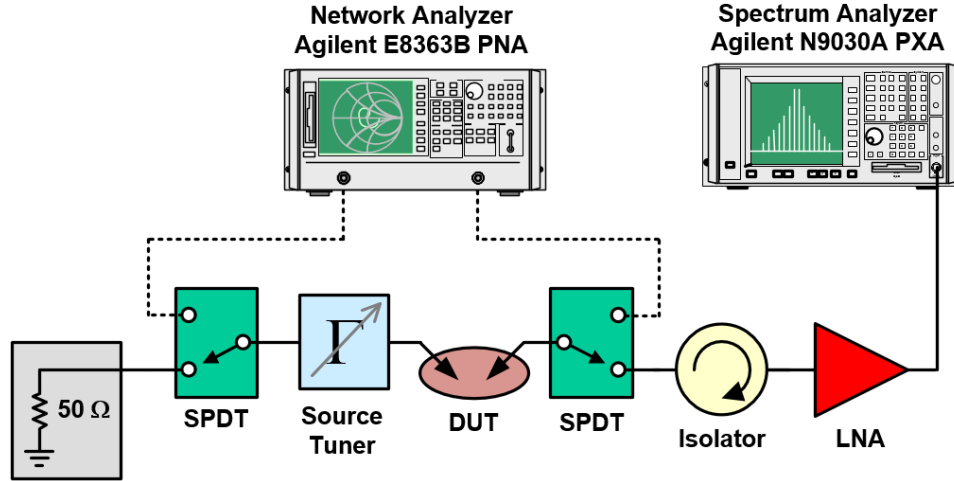 Network Analyzer
Agilent E8363B PNA
Spectrum Analyzer
Agilent N9030A PXA
50 Ω
SPDT
Γ
Source
Tuner
DUT
SPDT
Isolator
LNA